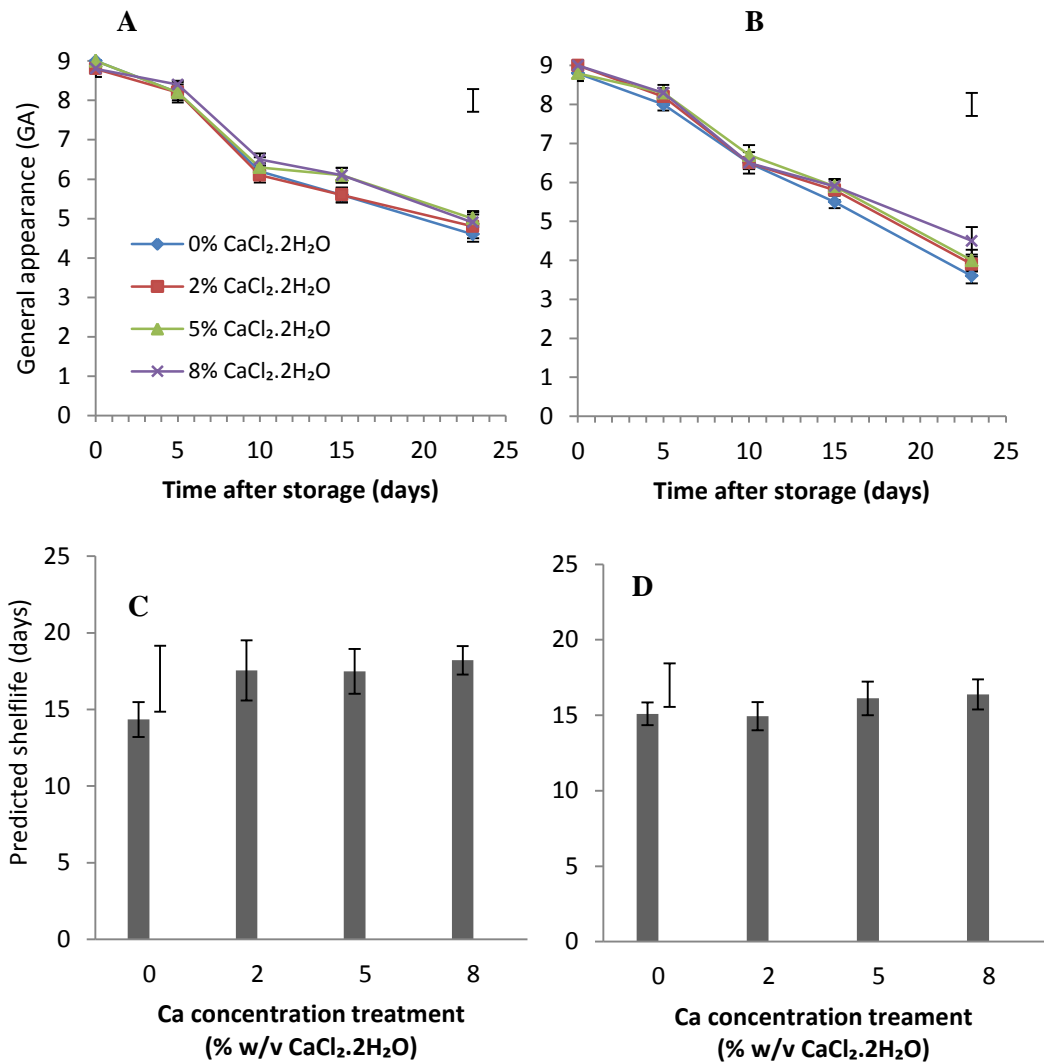 A
B
General appearance (GA)
9
8
7
6
5
4
3
2
1
0
0% CaCl₂.2H₂O
2% CaCl₂.2H₂O
5% CaCl₂.2H₂O
8% CaCl₂.2H₂O
0 5 10 15 20 25
Time after storage (days)
9
8
7
6
5
4
3
2
1
0
0 5 10 15 20 25
Time after storage (days)
C
Predicted shelflife (days)
25
20
15
10
5
0
0 2 5 8
Ca concentration treatment
(% w/v CaCl₂.2H₂O)
D
25
20
15
10
5
0
0 2 5 8
Ca concentration treament
(% w/v CaCl₂.2H₂O)